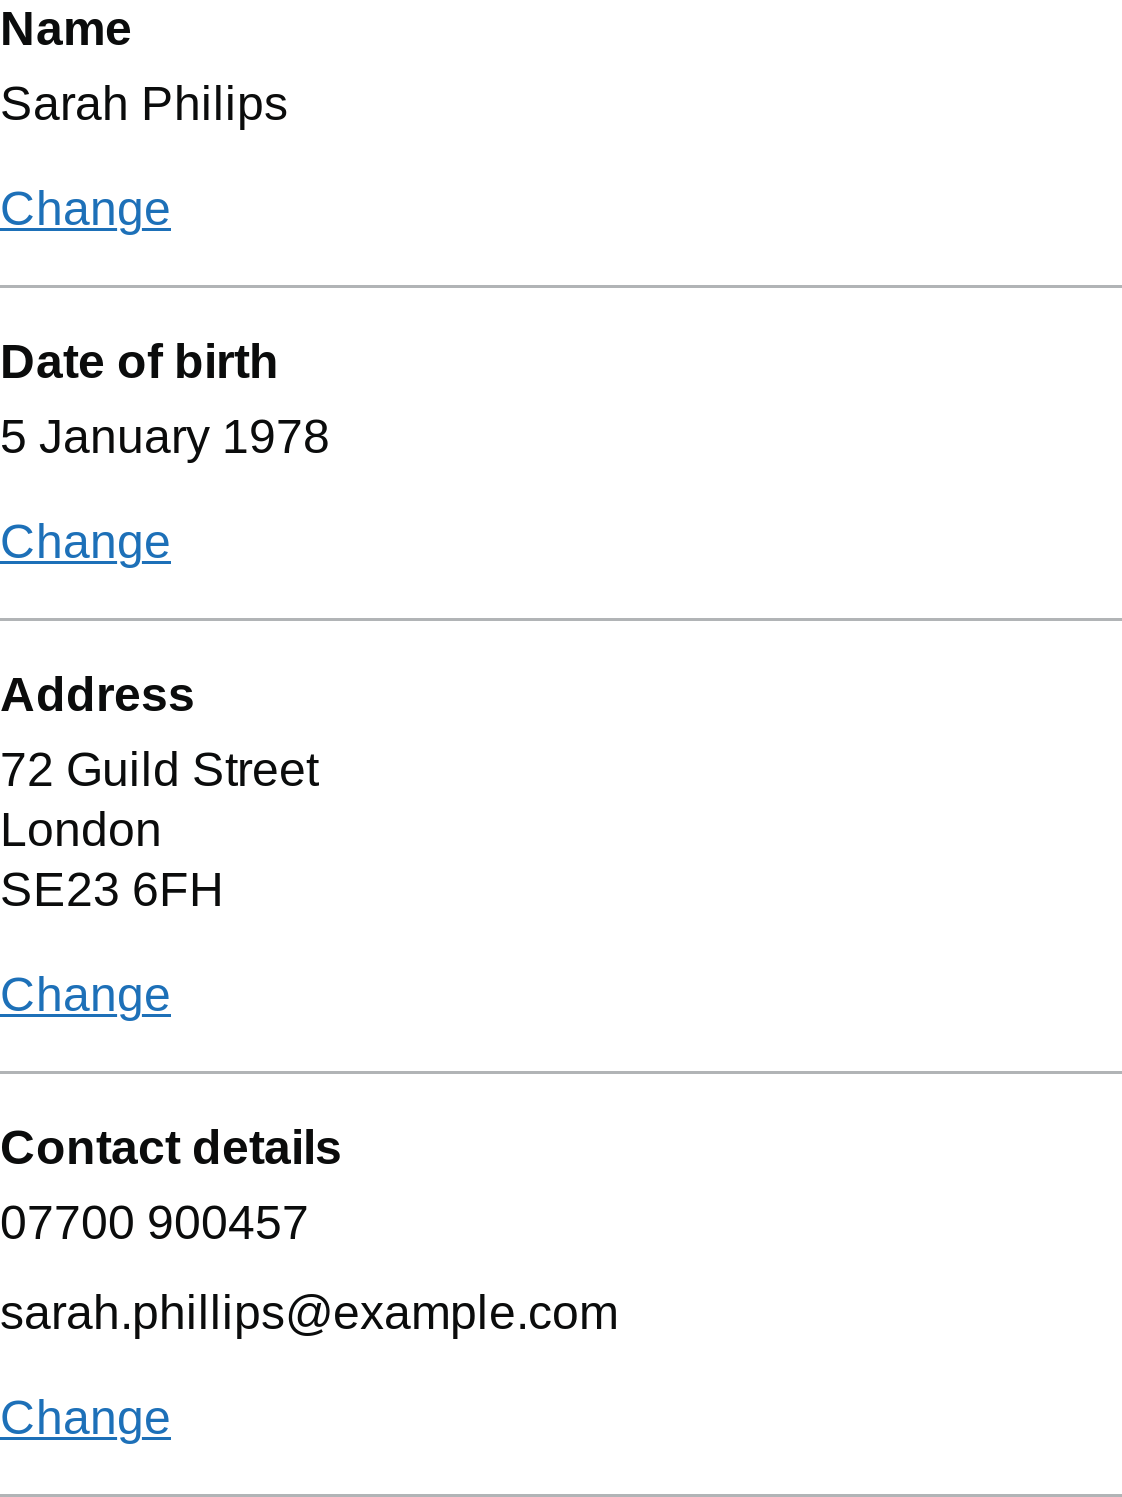 Name
Sarah Philips
Change
Date of birth
5 January 1978
Change
Address
72 Guild Street
London
SE23 6FH
Change
Contact details
07700 900457
sarah.phillips@example.com
Change